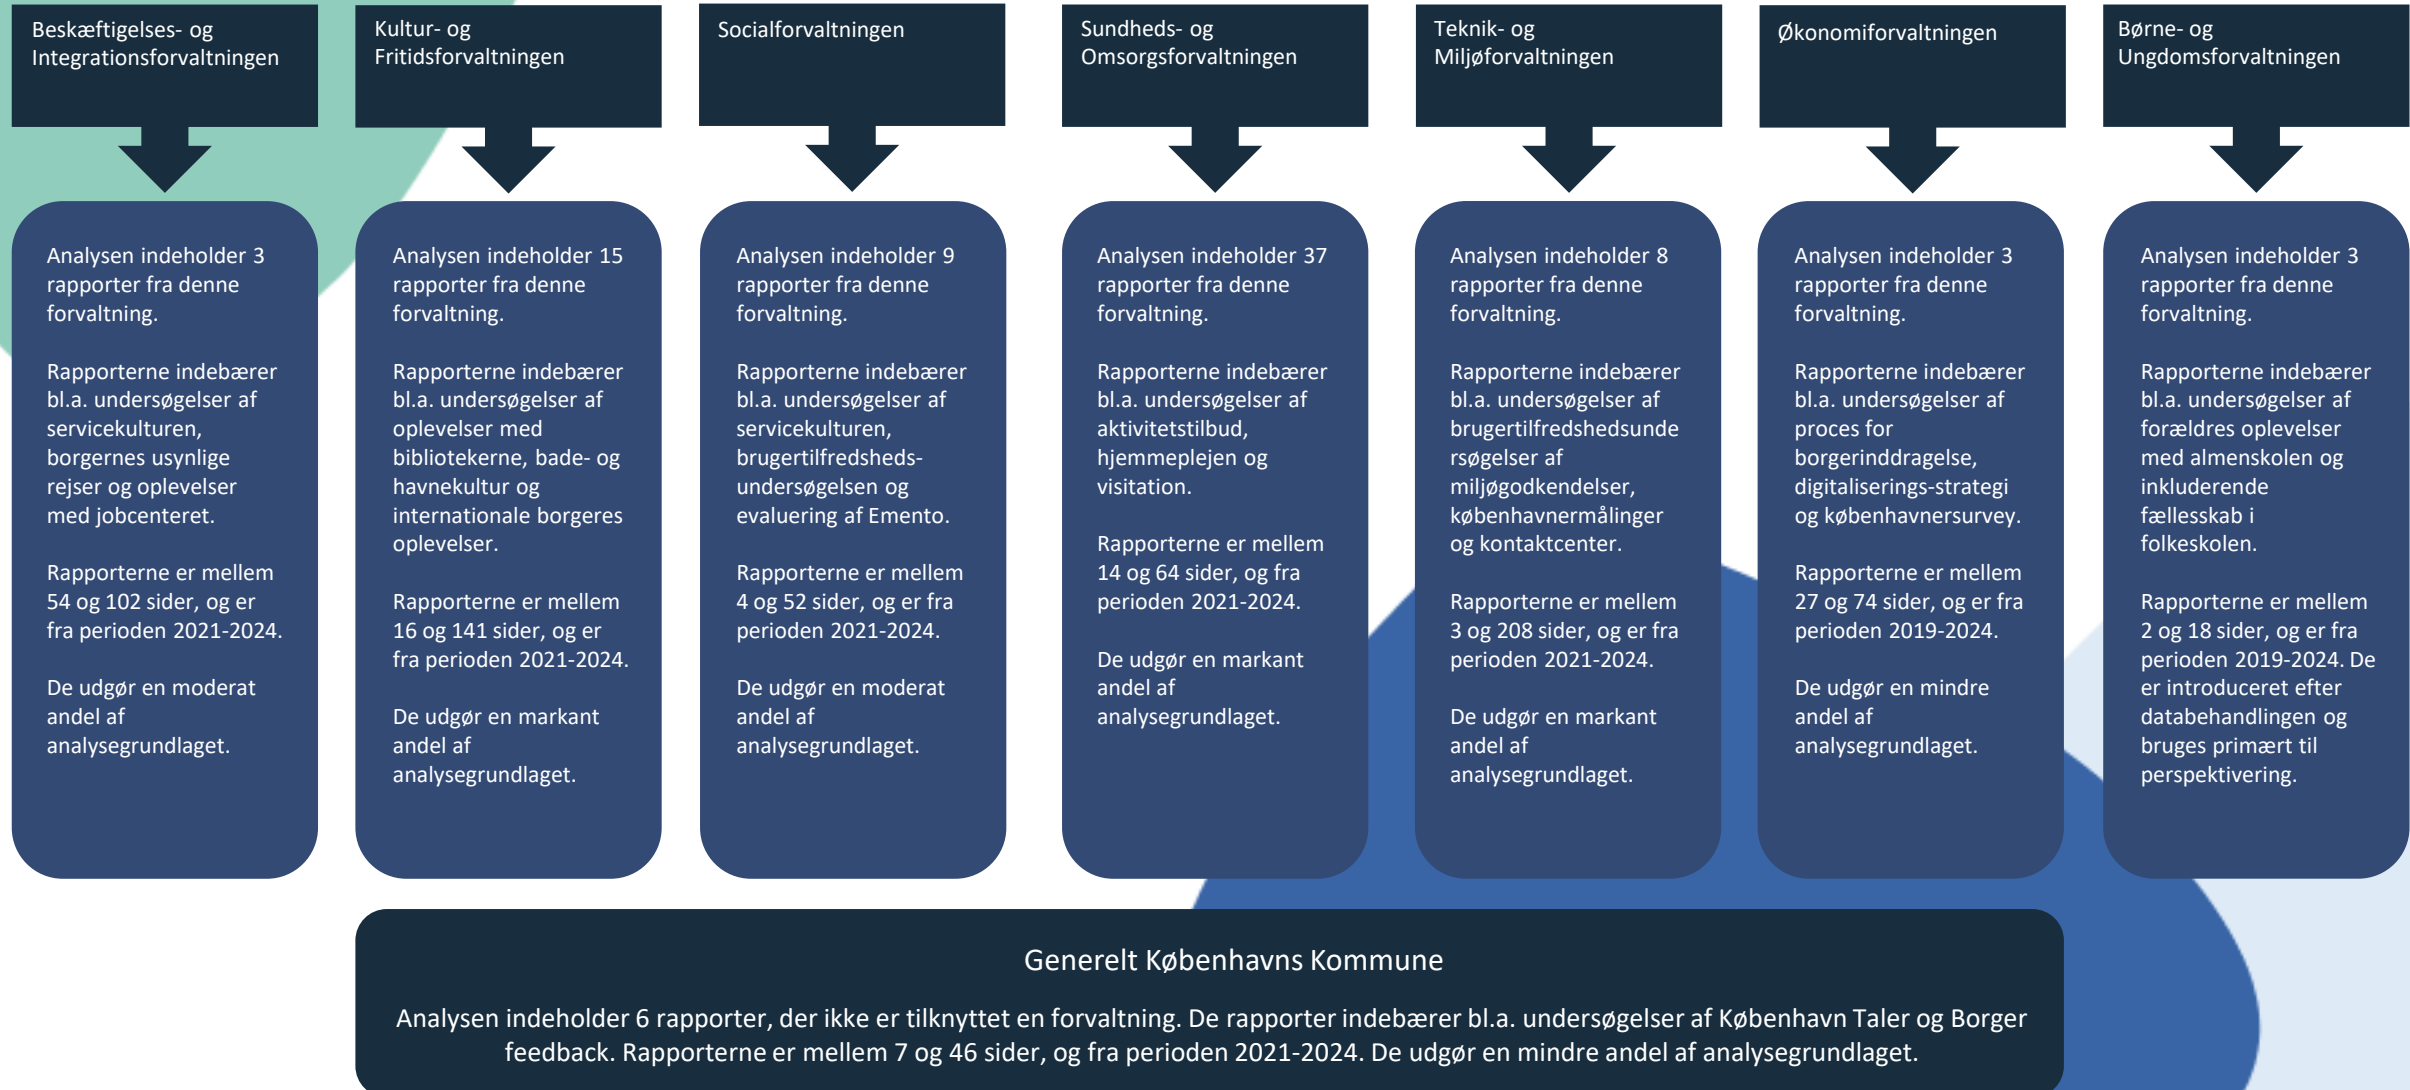 Beskæftigelses- og
Integrationsforvaltningen
Analysen indeholder 3
rapporter fra denne
forvaltning.
Rapporterne indebærer
bl.a. undersøgelser af
servicekulturen,
borgernes usynlige
rejser og oplevelser
med jobcenteret.
Rapporterne er mellem
54 og 102 sider, og er
fra perioden 2021-2024.
De udgør en moderat
andel af
analysegrundlaget.
Kultur- og
Fritidsforvaltningen
Analysen indeholder 15
rapporter fra denne
forvaltning.
Rapporterne indebærer
bl.a. undersøgelser af
oplevelser med
bibliotekerne, bade- og
havnekultur og
internationale borgeres
oplevelser.
Rapporterne er mellem
16 og 141 sider, og er
fra perioden 2021-2024.
De udgør en markant
andel af
analysegrundlaget.
Socialforvaltningen
Analysen indeholder 9
rapporter fra denne
forvaltning.
Rapporterne indebærer
bl.a. undersøgelser af
servicekulturen,
brugertilfredsheds-
undersøgelsen og
evaluering af Emento.
Rapporterne er mellem
4 og 52 sider, og er fra
perioden 2021-2024.
De udgør en moderat
andel af
analysegrundlaget.
Sundheds- og
Omsorgsforvaltningen
Analysen indeholder 37
rapporter fra denne
forvaltning.
Rapporterne indebærer
bl.a. undersøgelser af
aktivitetstilbud,
hjemmeplejen og
visitation.
Rapporterne er mellem
14 og 64 sider, og fra
perioden 2021-2024.
De udgør en markant
andel af
analysegrundlaget.
Teknik- og
Miljøforvaltningen
Analysen indeholder 8
rapporter fra denne
forvaltning.
Rapporterne indebærer
bl.a. undersøgelser af
brugertilfredshedsunde
rsøgelser af
miljøgodkendelser,
københavnermålinger
og kontaktcenter.
Rapporterne er mellem
3 og 208 sider, og er fra
perioden 2021-2024.
De udgør en markant
andel af
analysegrundlaget.
Økonomiforvaltningen
Analysen indeholder 3
rapporter fra denne
forvaltning.
Rapporterne indebærer
bl.a. undersøgelser af
proces for
borgerinddragelse,
digitaliserings-strategi
og københavnersurvey.
Rapporterne er mellem
27 og 74 sider, og er fra
perioden 2019-2024.
De udgør en mindre
andel af
analysegrundlaget.
Børne- og
Ungdomsforvaltningen
Analysen indeholder 3
rapporter fra denne
forvaltning.
Rapporterne indebærer
bl.a. undersøgelser af
forældres oplevelser
med almenskolen og
inkluderende
fællesskab i
folkeskolen.
Rapporterne er mellem
2 og 18 sider, og er fra
perioden 2019-2024. De
er introduceret efter
databehandlingen og
bruges primært til
perspektivering.
Generelt Københavns Kommune
Analysen indeholder 6 rapporter, der ikke er tilknyttet en forvaltning. De rapporter indebærer bl.a. undersøgelser af København Taler og Borger
feedback. Rapporterne er mellem 7 og 46 sider, og fra perioden 2021-2024. De udgør en mindre andel af analysegrundlaget.